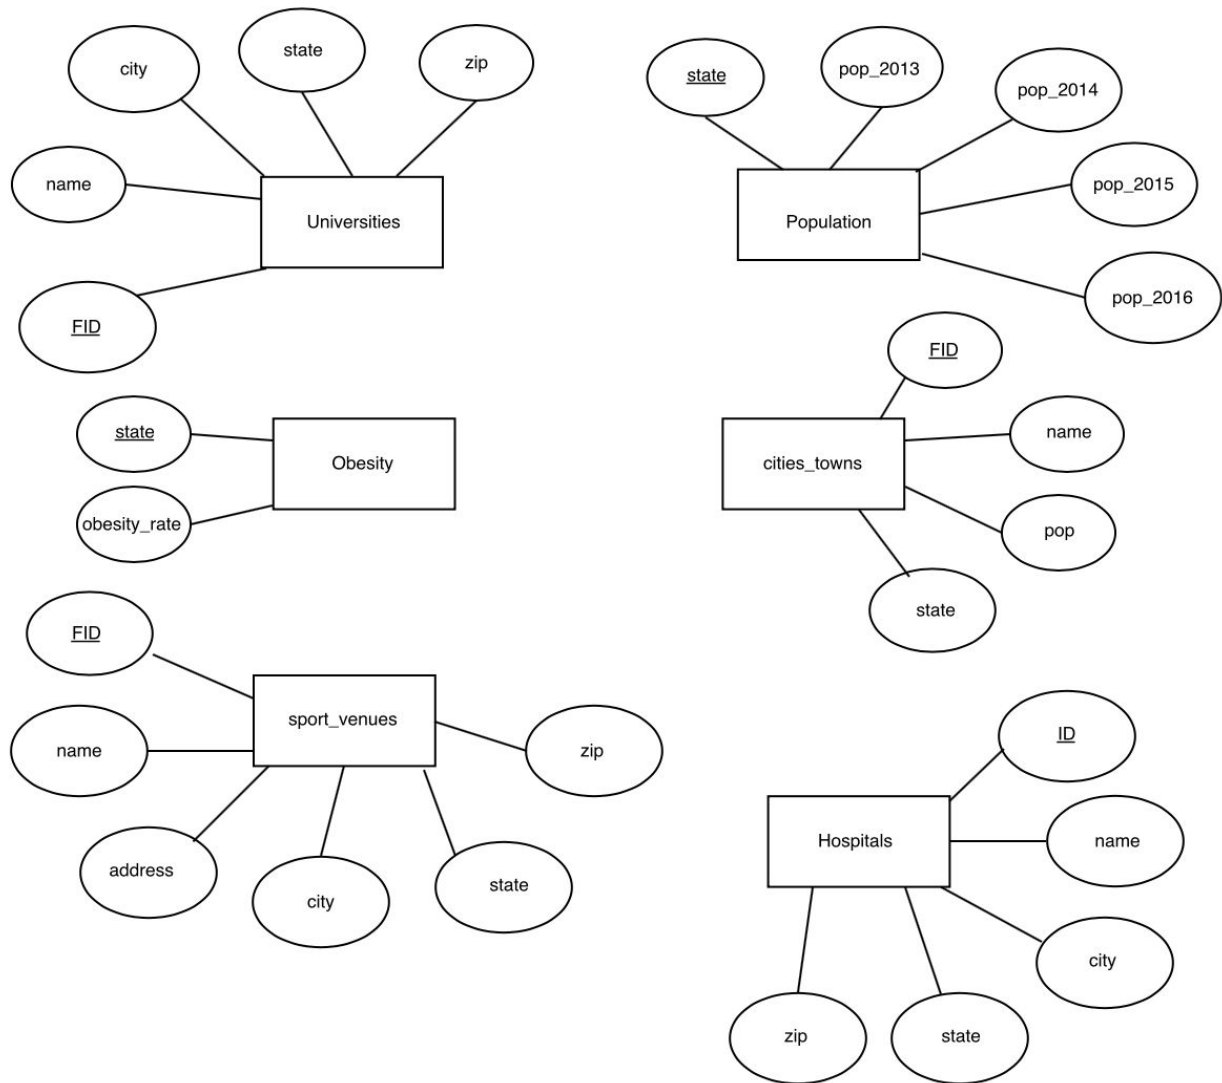 city
state
zip
name
Universities
FID
state
pop_2013
pop_2014
pop_2015
Population
pop_2016
state
Obesity
obesity_rate
FID
name
cities_towns
pop
state
FID
sport_venues
name
zip
address
city
state
ID
Hospitals
name
city
zip
state